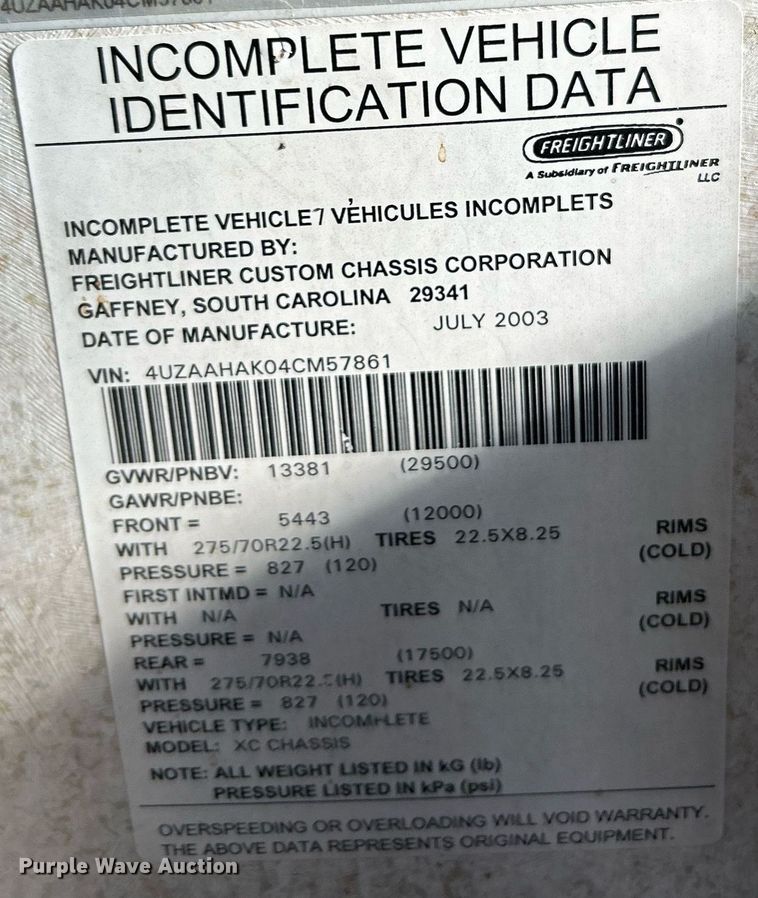 4UZAAHAK04CM57861
INCOMPLETE VEHICLE
IDENTIFICATION DATA
FREIGHTLINER
A Subsidiary of FREIGHTLINER
LLC
INCOMPLETE VEHICLE/ VÉHICULES INCOMPLETS
MANUFACTURED BY:
FREIGHTLINER CUSTOM CHASSIS CORPORATION
GAFFNEY, SOUTH CAROLINA 29341
DATE OF MANUFACTURE: JULY 2003
VIN: 4UZAAHAK04CM57861
GVWR/PNBV: 13381 (29500)
GAWR/PNBE:
FRONT = 5443 (12000)
WITH 275/70R22.5(H) TIRES 22.5X8.25 RIMS
PRESSURE = 827 (120) (COLD)
FIRST INTMD = N/A
WITH N/A TIRES N/A RIMS
PRESSURE = N/A (COLD)
REAR = 7938 (17500)
WITH 275/70R22.5(H) TIRES 22.5X8.25 RIMS
PRESSURE = 827 (120) (COLD)
VEHICLE TYPE: INCOMPLETE
MODEL: XC CHASSIS
NOTE: ALL WEIGHT LISTED IN kG (lb)
PRESSURE LISTED IN kPa (psi)
OVERSPEEDING OR OVERLOADING WILL VOID WARRANTY.
THE ABOVE DATA REPRESENTS ORIGINAL EQUIPMENT.
Purple Wave Auction